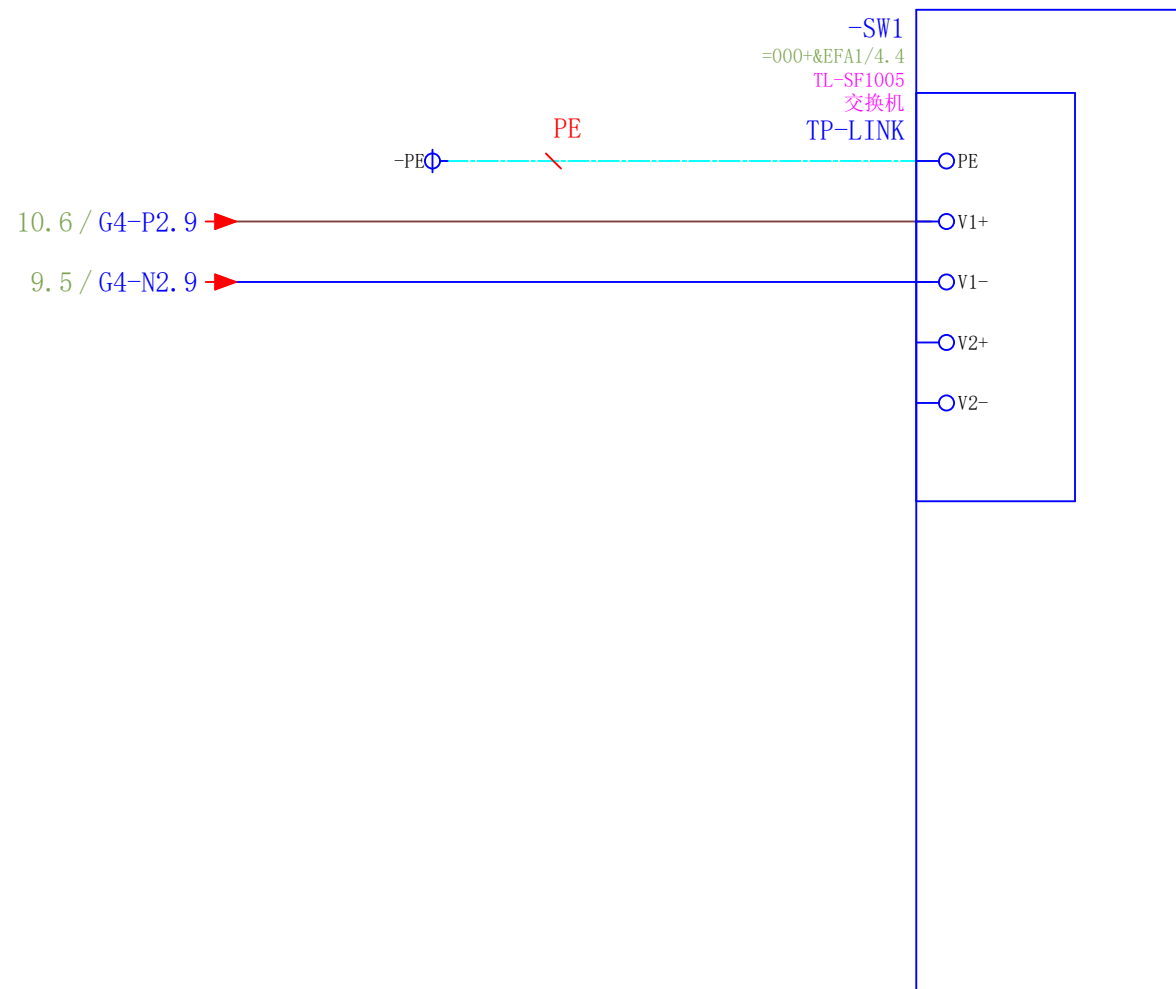 -SW1
=000+&EFA1/4.4
TL-SF1005
交换机
TP-LINK
PE
-PE
PE
10.6/G4-P2.9
V1+
9.5/G4-N2.9
V1-
V2+
V2-